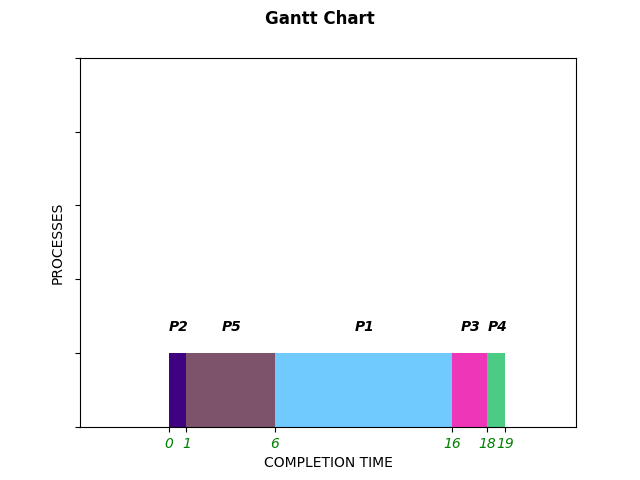 Gantt Chart
PROCESSES
P2 P5 P1 P3 P4
0 1 6 16 18 19
COMPLETION TIME